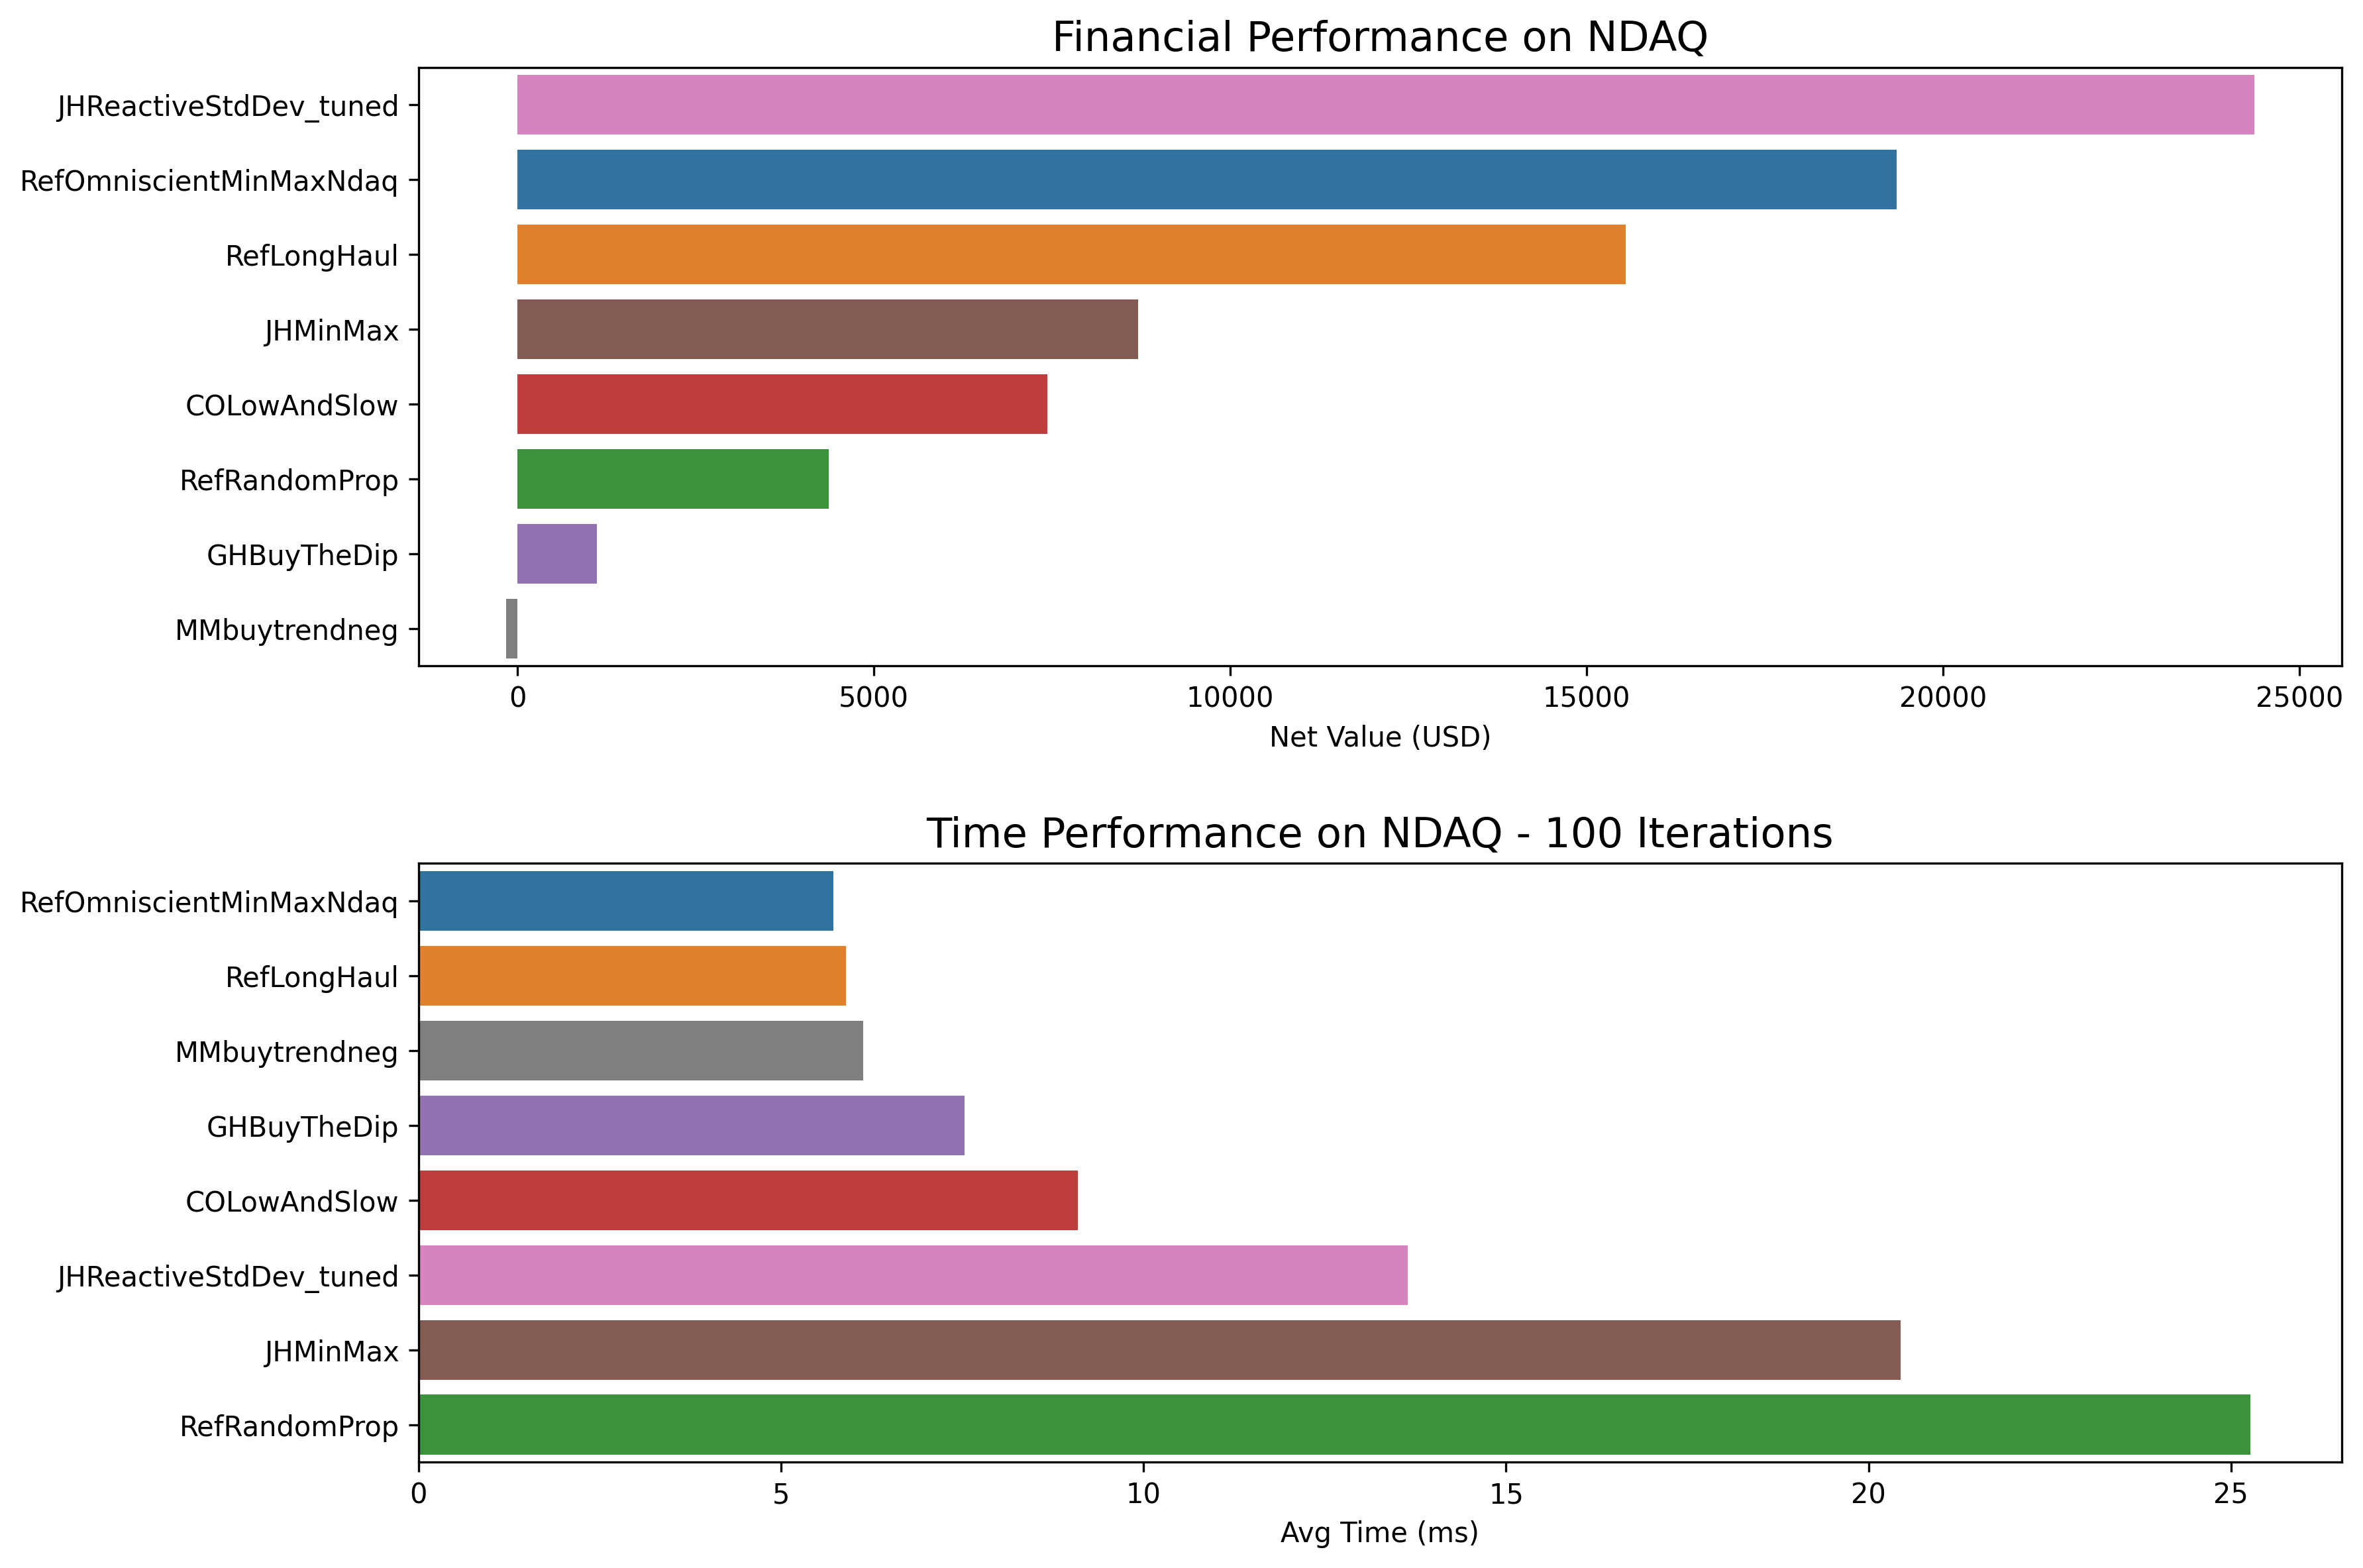 Financial Performance on NDAQ
JHReactiveStdDev_tuned
RefOmniscientMinMaxNdaq
RefLongHaul
JHMinMax
COLowAndSlow
RefRandomProp
GHBuyTheDip
MMbuytrendneg
0 5000 10000 15000 20000 25000
Net Value (USD)
Time Performance on NDAQ - 100 Iterations
RefOmniscientMinMaxNdaq
RefLongHaul
MMbuytrendneg
GHBuyTheDip
COLowAndSlow
JHReactiveStdDev_tuned
JHMinMax
RefRandomProp
0 5 10 15 20 25
Avg Time (ms)